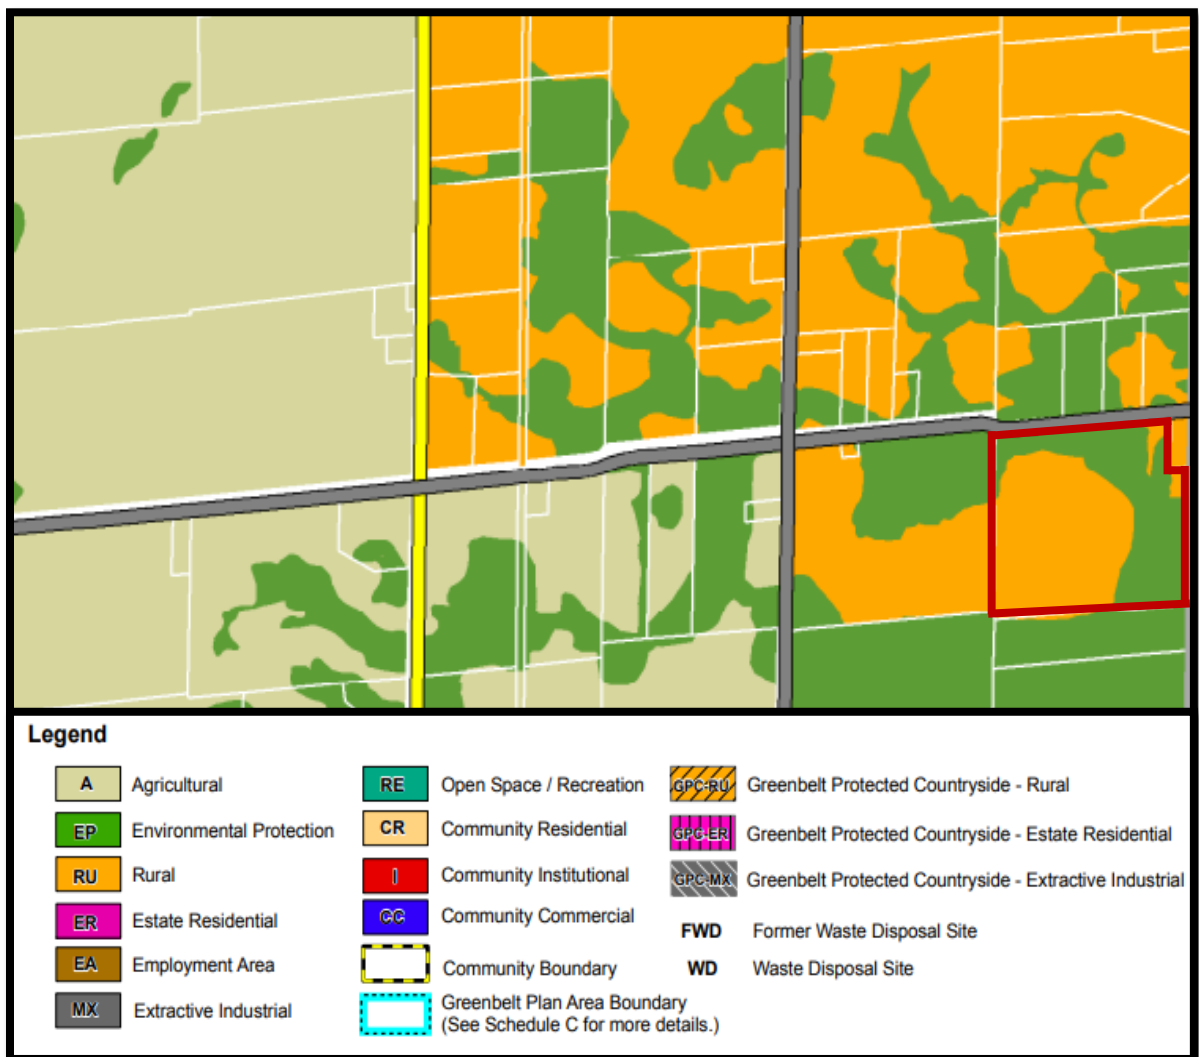 Legend
A Agricultural
EP Environmental Protection
RU Rural
ER Estate Residential
EA Employment Area
MX Extractive Industrial
RE Open Space / Recreation
CR Community Residential
I Community Institutional
CC Community Commercial
Community Boundary
Greenbelt Plan Area Boundary
(See Schedule C for more details.)
GPC-RU Greenbelt Protected Countryside - Rural
GPC-ER Greenbelt Protected Countryside - Estate Residential
GPC-MX Greenbelt Protected Countryside - Extractive Industrial
FWD Former Waste Disposal Site
WD Waste Disposal Site